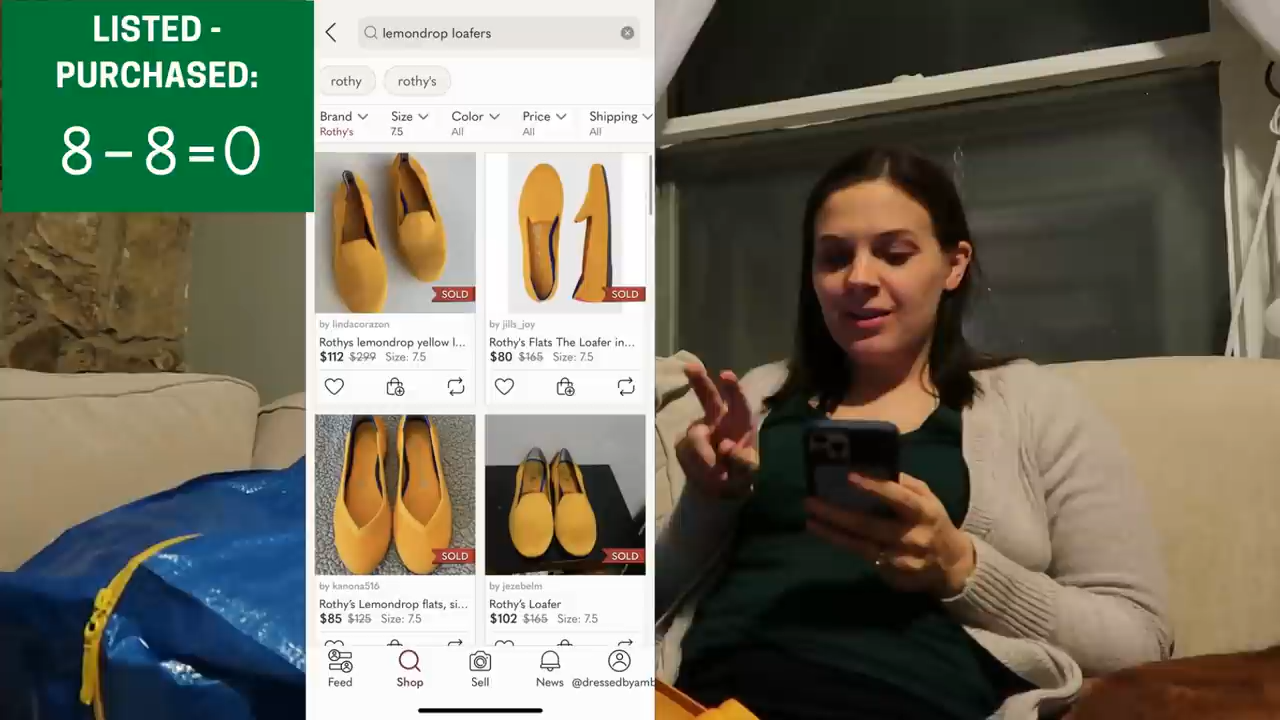 LISTED -
PURCHASED:
8-8=0
lemondrop loafers
rothy rothy's
Brand Size Color Price Shipping
Rothy's 7.5 All All All
SOLD SOLD
by lindacorazon by jills_joy
Rothys lemondrop yellow l... Rothy's Flats The Loafer in...
$112 $299 Size: 7.5 $80 $165 Size: 7.5
SOLD SOLD
by kanona516 by jezebelm
Rothy's Lemondrop flats, si... Rothy's Loafer
$85 $125 Size: 7.5 $102 $165 Size: 7.5
Feed Shop Sell News @dressedbyamb